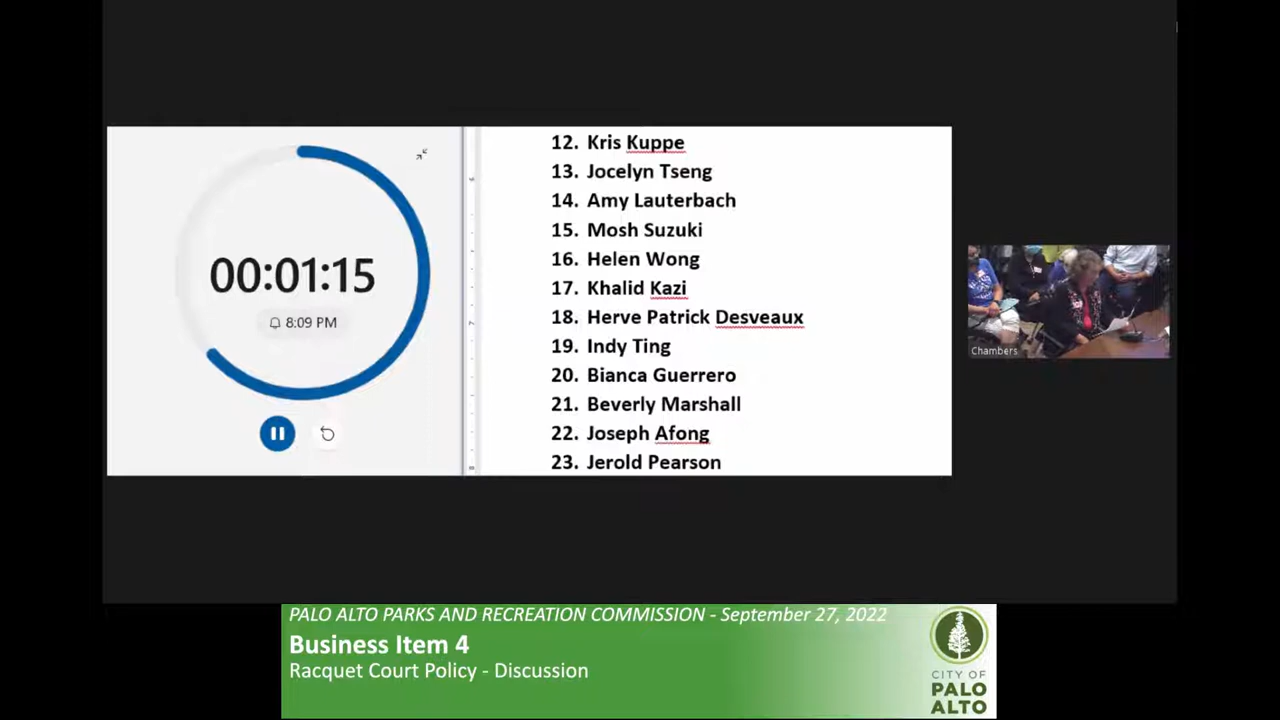 00:01:15
8:09 PM
12. Kris Kuppe
13. Jocelyn Tseng
14. Amy Lauterbach
15. Mosh Suzuki
16. Helen Wong
17. Khalid Kazi
18. Herve Patrick Desveaux
19. Indy Ting
20. Bianca Guerrero
21. Beverly Marshall
22. Joseph Afong
23. Jerold Pearson
Chambers
PALO ALTO PARKS AND RECREATION COMMISSION - September 27, 2022
Business Item 4
Racquet Court Policy - Discussion
CITY OF
PALO
ALTO